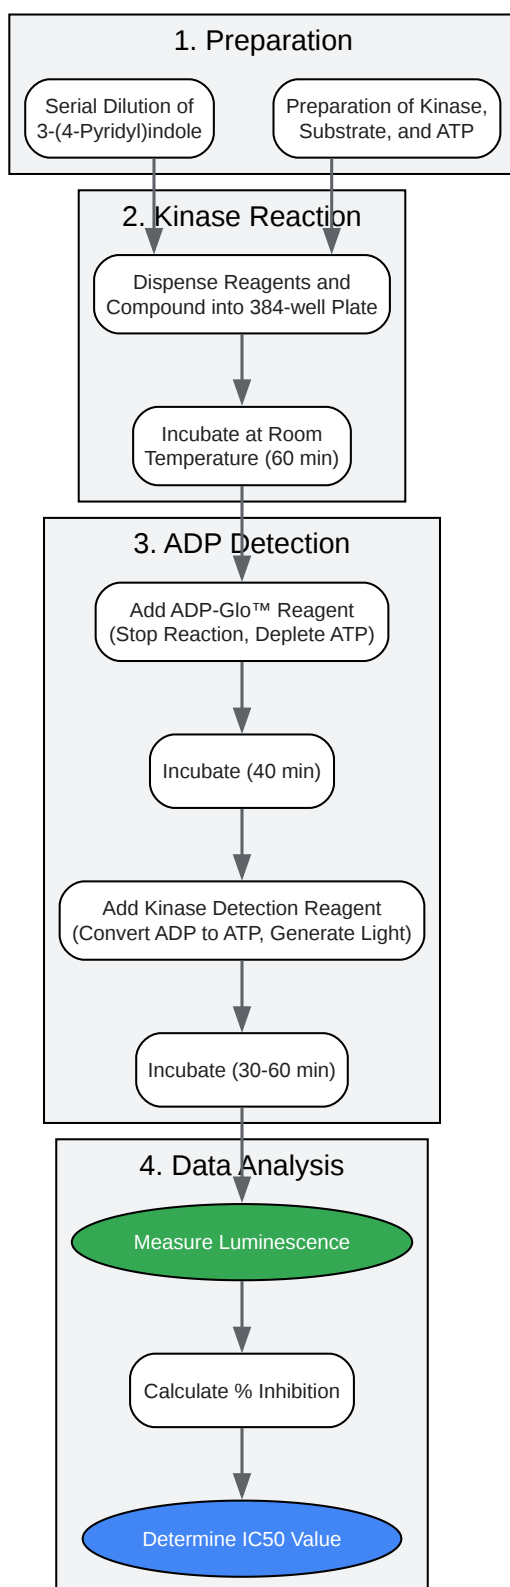 1. Preparation
Serial Dilution of
3-(4-Pyridyl)indole
Preparation of Kinase,
Substrate, and ATP
2. Kinase Reaction
Dispense Reagents and
Compound into 384-well Plate
Incubate at Room
Temperature (60 min)
3. ADP Detection
Add ADP-Glo™ Reagent
(Stop Reaction, Deplete ATP)
Incubate (40 min)
Add Kinase Detection Reagent
(Convert ADP to ATP, Generate Light)
Incubate (30-60 min)
4. Data Analysis
Measure Luminescence
Calculate % Inhibition
Determine IC50 Value